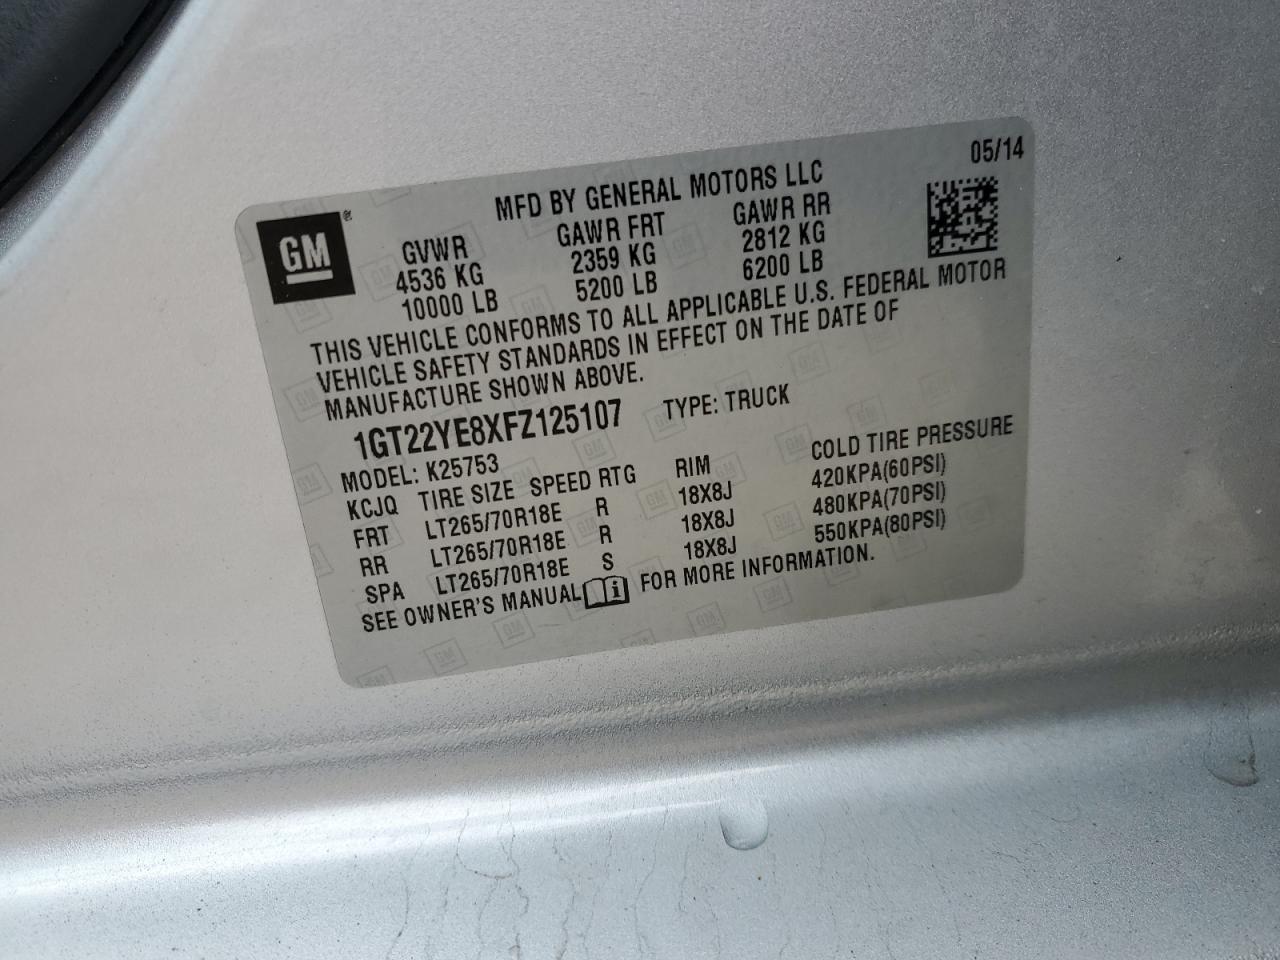 05/14
MFD BY GENERAL MOTORS LLC
GM ®
GVWR GAWR FRT GAWR RR
4536 KG 2359 KG 2812 KG
10000 LB 5200 LB 6200 LB
THIS VEHICLE CONFORMS TO ALL APPLICABLE U.S. FEDERAL MOTOR
VEHICLE SAFETY STANDARDS IN EFFECT ON THE DATE OF
MANUFACTURE SHOWN ABOVE.
1GT22YE8XFZ125107 TYPE: TRUCK
MODEL: K25753
KCJQ TIRE SIZE SPEED RTG RIM COLD TIRE PRESSURE
FRT LT265/70R18E R 18X8J 420KPA(60PSI)
RR LT265/70R18E R 18X8J 480KPA(70PSI)
SPA LT265/70R18E S 18X8J 550KPA(80PSI)
SEE OWNER'S MANUAL i FOR MORE INFORMATION.